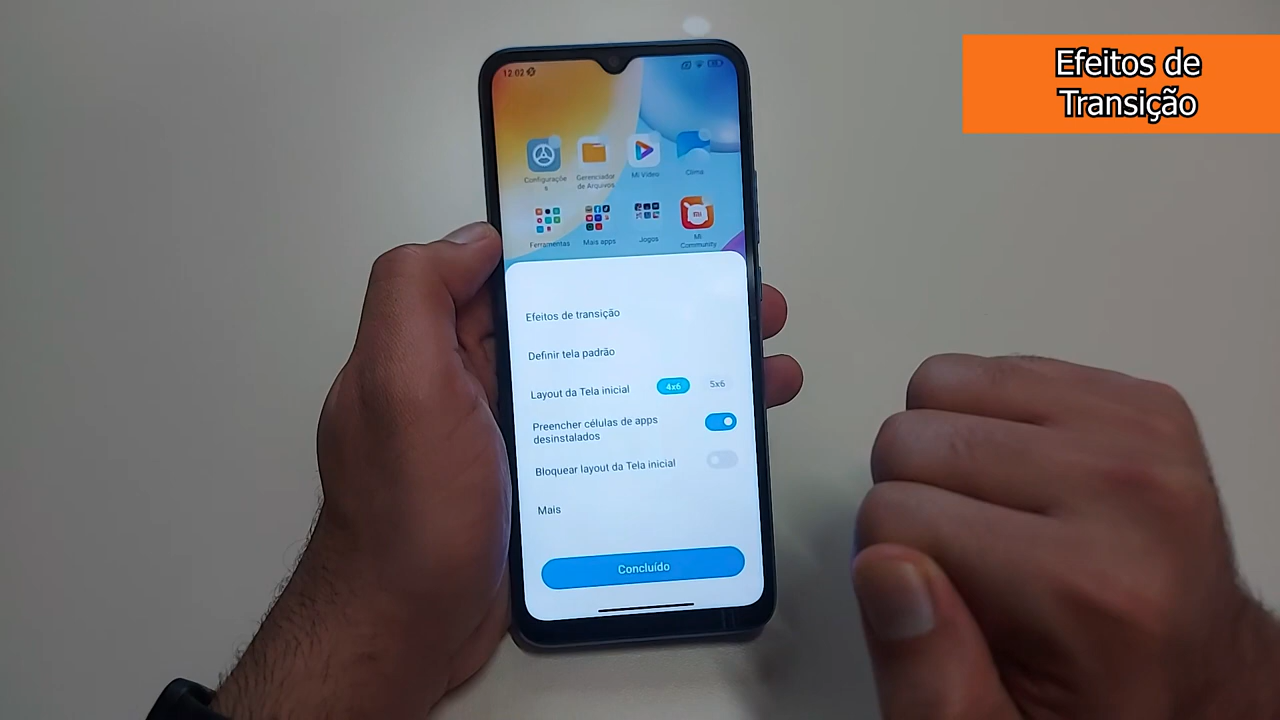 Efeitos de
Transição
12:02
Configuraçõe
s
Gerenciador
de Arquivos
Mi Vídeo
Clima
Ferramentas
Mais apps
Jogos
mi
Mi
Community
Efeitos de transição
Definir tela padrão
Layout da Tela inicial
4x6
5x6
Preencher células de apps
desinstalados
Bloquear layout da Tela inicial
Mais
Concluído